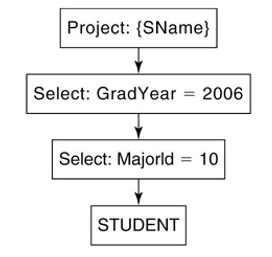 Project: {SName}
Select: GradYear = 2006
Select: MajorId = 10
STUDENT